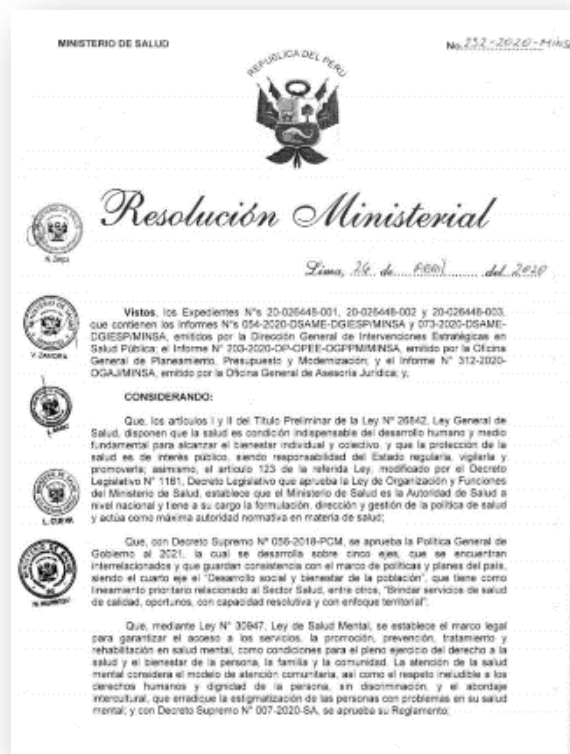 MINISTERIO DE SALUD
No. 252-2020-MINSA
REPUBLICA DEL PERU
Resolución Ministerial
Lima, 26 de ABRIL del 2020
Vistos, los Expedientes N°s 20-026448-001, 20-026448-002 y 20-026448-003,
que contienen los Informes N°s 054-2020-DSAME-DGIESP/MINSA y 073-2020-DSAME-
DGIESP/MINSA, emitidos por la Dirección General de Intervenciones Estratégicas en
Salud Pública; el Informe N° 203-2020-OP-OPEE-OGPPM/MINSA, emitido por la Oficina
General de Planeamiento, Presupuesto y Modernización; y el Informe N° 312-2020-
OGAJ/MINSA, emitido por la Oficina General de Asesoría Jurídica; y,
V. ZAMORA
CONSIDERANDO:
Que, los artículos I y II del Título Preliminar de la Ley N° 26842, Ley General de
Salud, disponen que la salud es condición indispensable del desarrollo humano y medio
fundamental para alcanzar el bienestar individual y colectivo, y que la protección de la
salud es de interés público, siendo responsabilidad del Estado regularla, vigilarla y
promoverla; asimismo, el artículo 123 de la referida Ley, modificado por el Decreto
Legislativo N° 1161, Decreto Legislativo que aprueba la Ley de Organización y Funciones
del Ministerio de Salud, establece que el Ministerio de Salud es la Autoridad de Salud a
nivel nacional y tiene a su cargo la formulación, dirección y gestión de la política de salud
y actúa como máxima autoridad normativa en materia de salud;
L. CUEVA
Que, con Decreto Supremo N° 056-2018-PCM, se aprueba la Política General de
Gobierno al 2021, la cual se desarrolla sobre cinco ejes, que se encuentran
interrelacionados y que guardan consistencia con el marco de políticas y planes del país,
siendo el cuarto eje el "Desarrollo social y bienestar de la población", que tiene como
lineamiento prioritario relacionado al Sector Salud, entre otros, "Brindar servicios de salud
de calidad, oportunos, con capacidad resolutiva y con enfoque territorial";
Que, mediante Ley N° 30947, Ley de Salud Mental, se establece el marco legal
para garantizar el acceso a los servicios, la promoción, prevención, tratamiento y
rehabilitación en salud mental, como condiciones para el pleno ejercicio del derecho a la
salud y el bienestar de la persona, la familia y la comunidad. La atención de la salud
mental considera el modelo de atención comunitaria, así como el respeto ineludible a los
derechos humanos y dignidad de la persona, sin discriminación, y el abordaje
intercultural, que erradique la estigmatización de las personas con problemas en su salud
mental; y con Decreto Supremo N° 007-2020-SA, se aprueba su Reglamento;